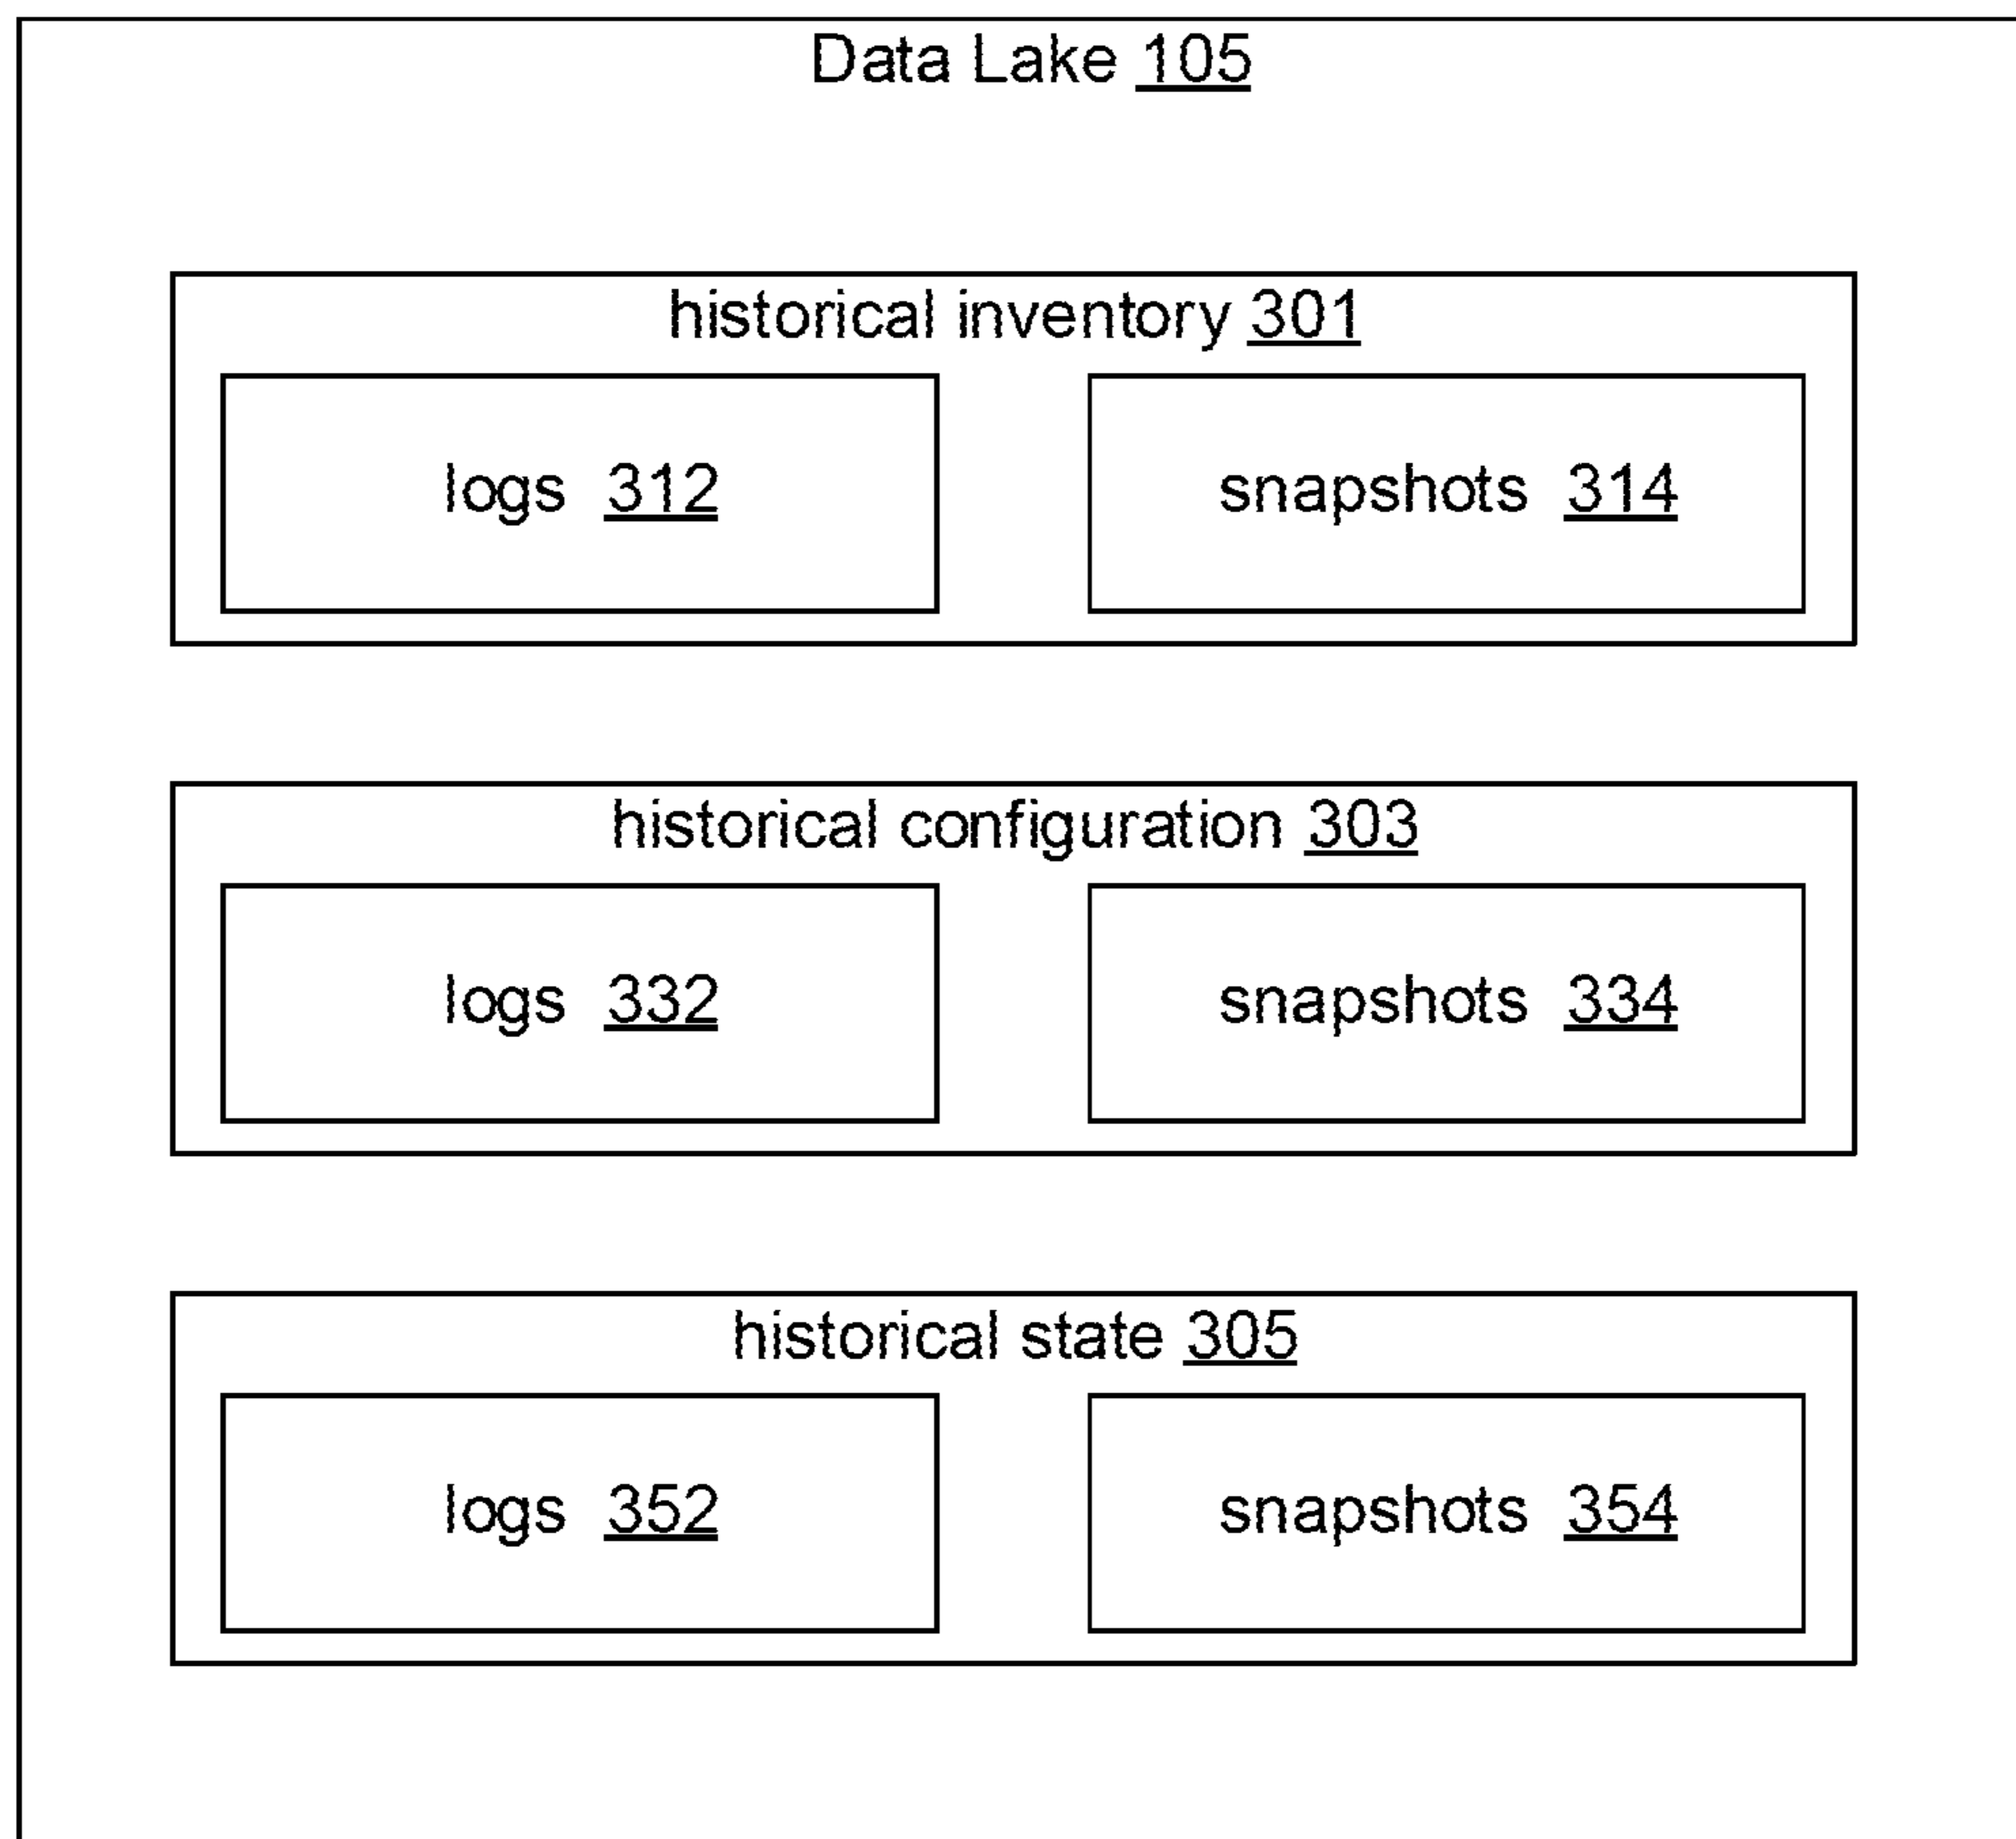 Data Lake 105
historical inventory 301
logs 312
snapshots 314
historical configuration 303
logs 332
snapshots 334
historical state 305
logs 352
snapshots 354